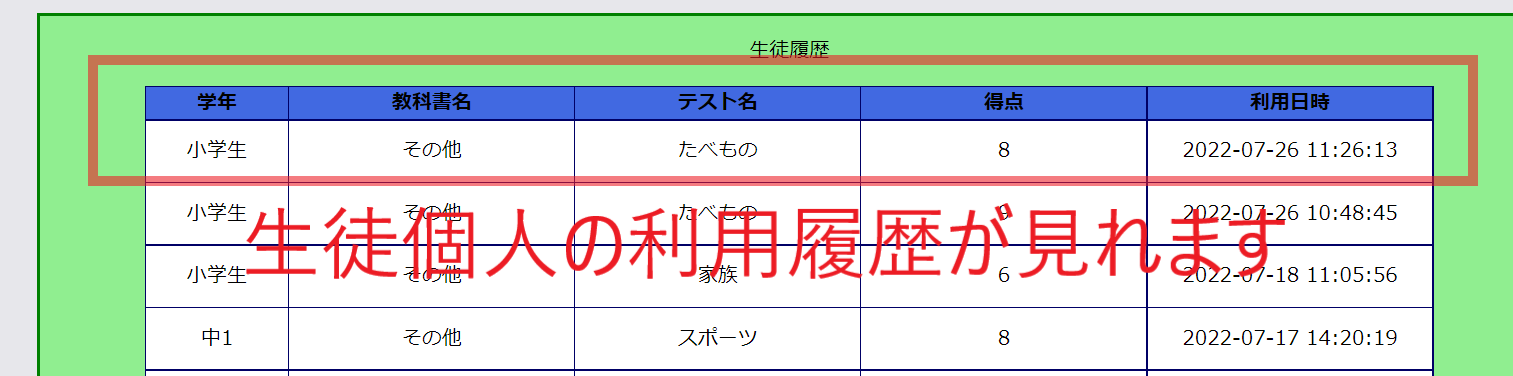 生徒履歴
学年 教科書名 テスト名 得点 利用日時
小学生 その他 たべもの 8 2022-07-26 11:26:13
小学生 その他 たべもの 9 2022-07-26 10:48:45
生徒個人の利用履歴が見れます
小学生 その他 家族 6 2022-07-18 11:05:56
中1 その他 スポーツ 8 2022-07-17 14:20:19